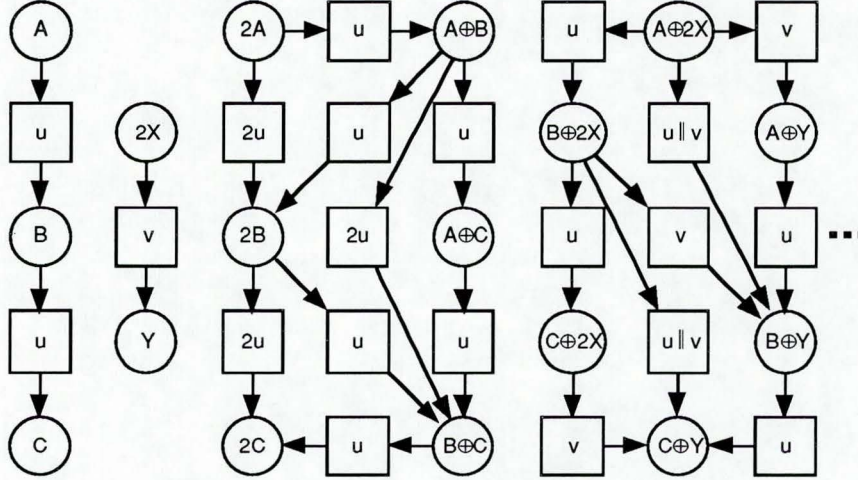 A 2A u A⊕B u A⊕2X v
u 2X 2u u u B⊕2X u ∥ v A⊕Y
B v 2B 2u A⊕C u v u ...
u Y 2u u u C⊕2X u ∥ v B⊕Y
C 2C u B⊕C v C⊕Y u